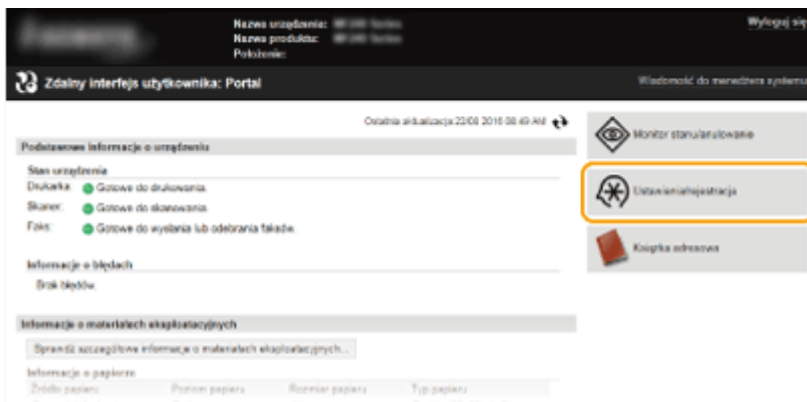 Nazwa urządzenia:
Nazwa produktu:
Położenie:
Wyloguj się
Zdalny interfejs użytkownika: Portal
Wiadomość do menedżera systemu
Ostatnia aktualizacja:22/08 2016 08:49 AM
Podstawowe informacje o urządzeniu
Stan urządzenia
Drukarka: Gotowe do drukowania.
Skaner: Gotowe do skanowania.
Faks: Gotowe do wysłania lub odebrania faksów.
Informacje o błędach
Brak błędów.
Informacje o materiałach eksploatacyjnych
Sprawdź szczegółowe informacje o materiałach eksploatacyjnych...
Informacje o papierze
Źródło papieru Poziom papieru Rozmiar papieru Typ papieru
Monitor stanu/anulowanie
Ustawienia/rejestracja
Książka adresowa